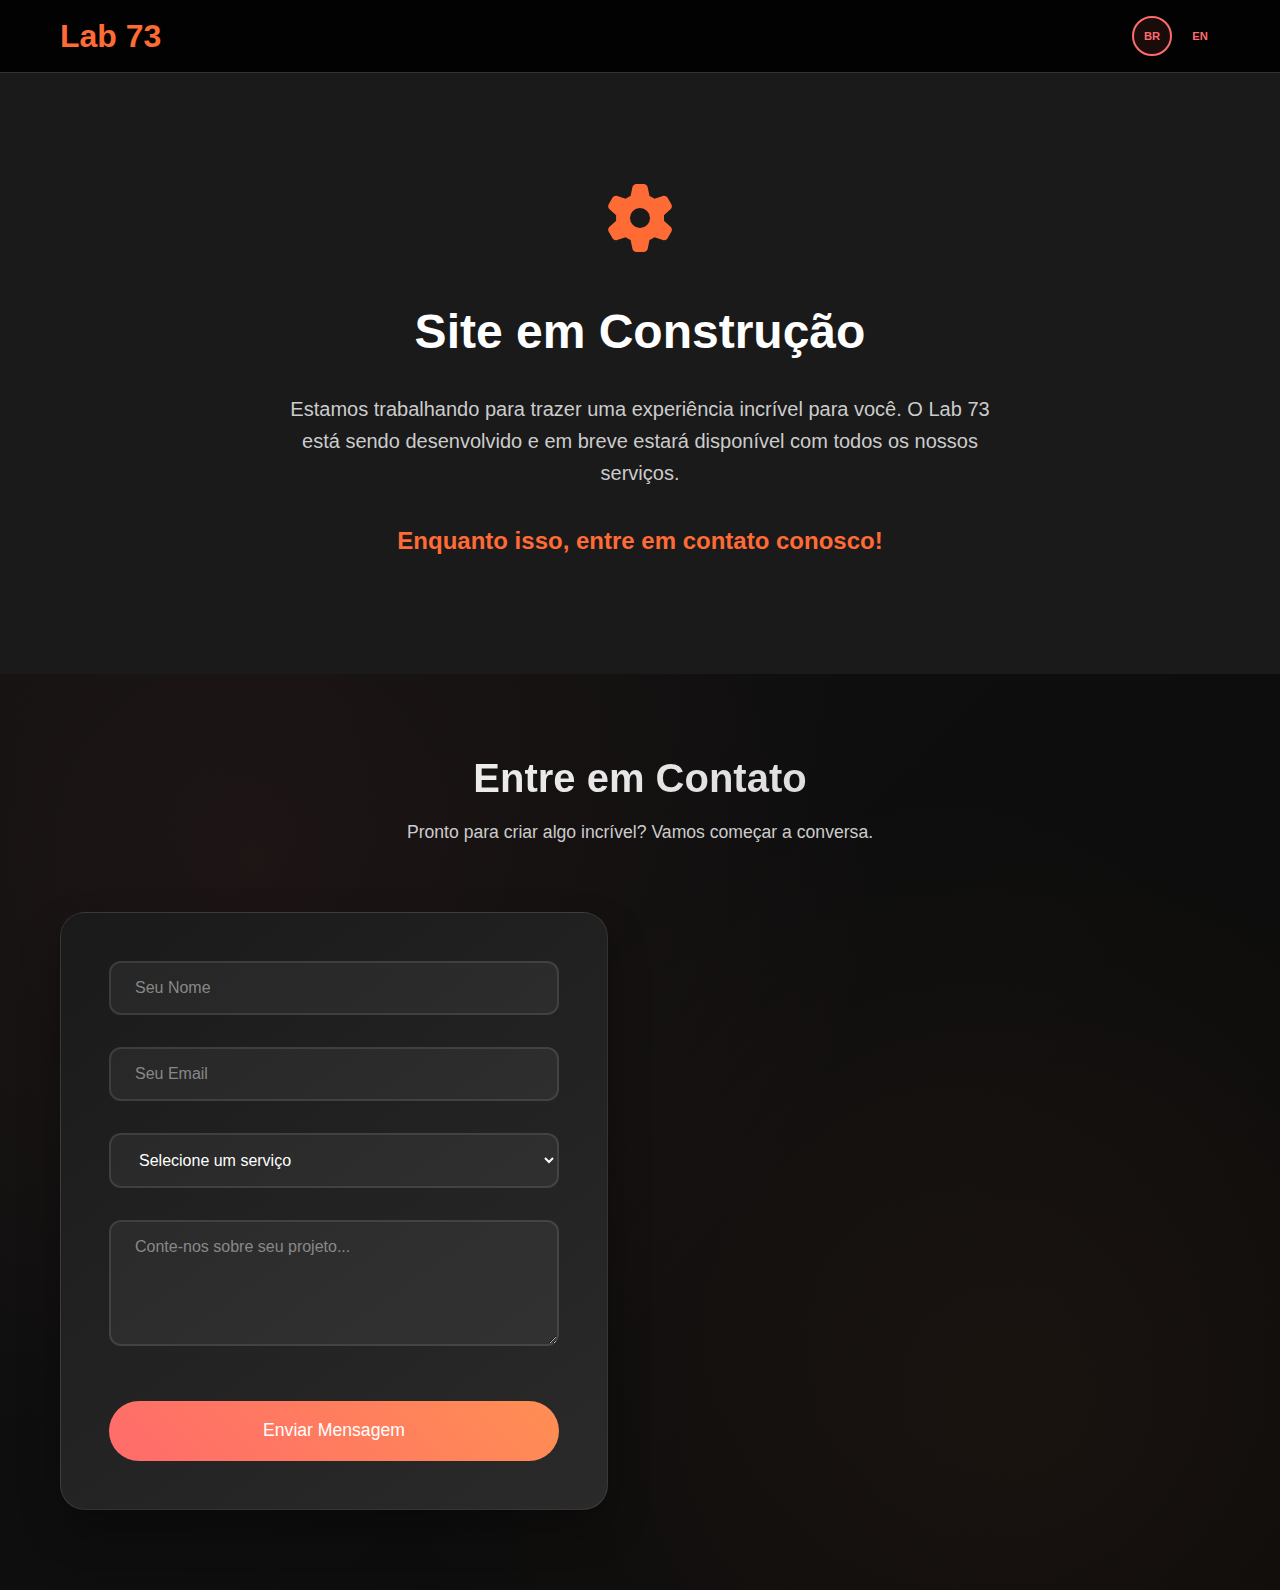 Lab 73
BR
EN
Site em Construção
Estamos trabalhando para trazer uma experiência incrível para você. O Lab 73
está sendo desenvolvido e em breve estará disponível com todos os nossos
serviços.
Enquanto isso, entre em contato conosco!
Entre em Contato
Pronto para criar algo incrível? Vamos começar a conversa.
Seu Nome
Seu Email
Selecione um serviço
Conte-nos sobre seu projeto...
Enviar Mensagem